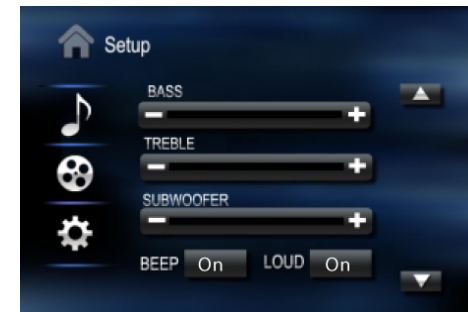 Setup
BASS
TREBLE
SUBWOOFER
BEEP On LOUD On